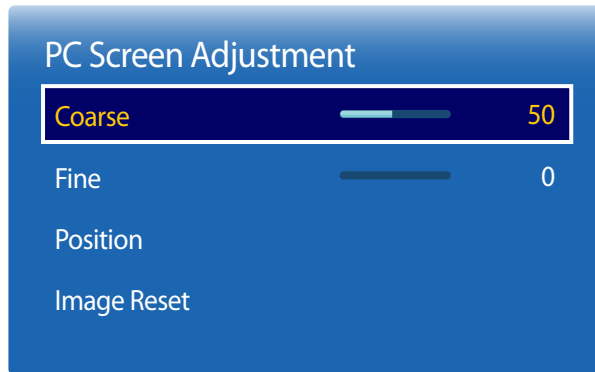 PC Screen Adjustment
Coarse 50
Fine 0
Position
Image Reset